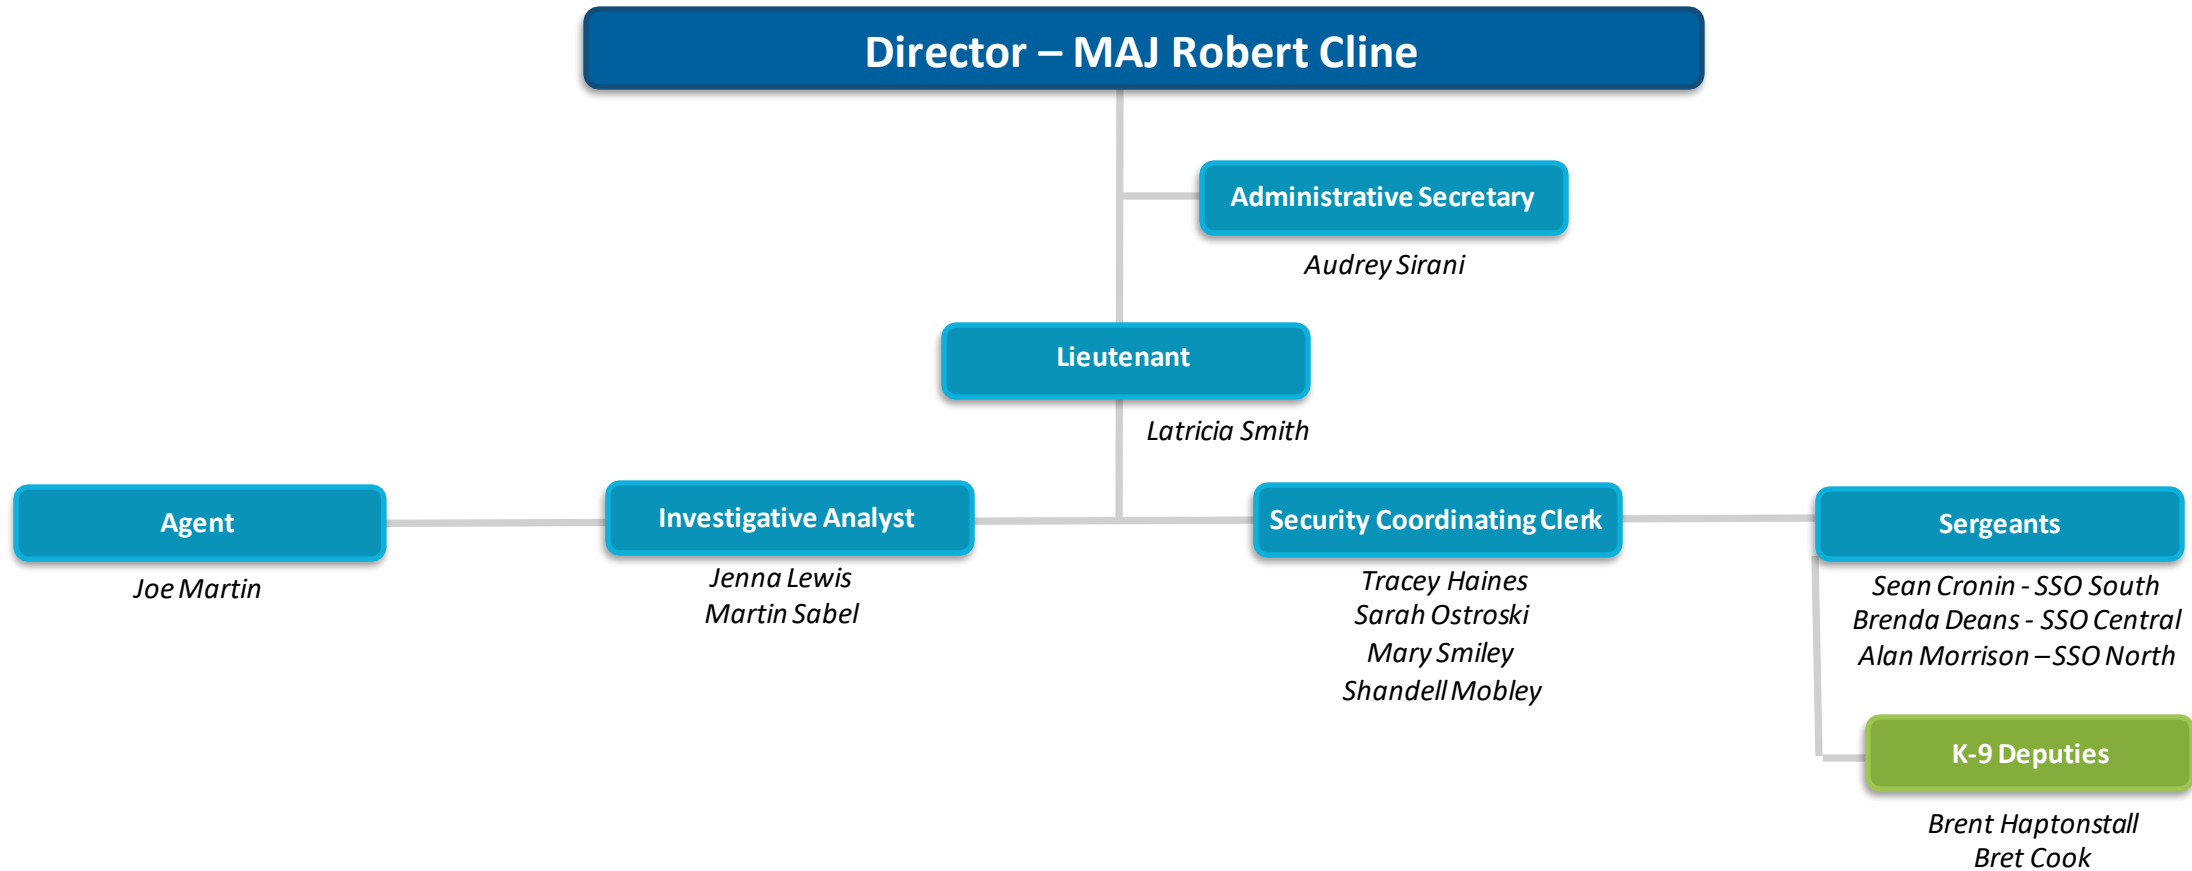 Director – MAJ Robert Cline
Administrative Secretary
Audrey Sirani
Lieutenant
Latricia Smith
Agent
Joe Martin
Investigative Analyst
Jenna Lewis
Martin Sabel
Security Coordinating Clerk
Tracey Haines
Sarah Ostroski
Mary Smiley
Shandell Mobley
Sergeants
Sean Cronin - SSO South
Brenda Deans - SSO Central
Alan Morrison – SSO North
K-9 Deputies
Brent Haptonstall
Bret Cook